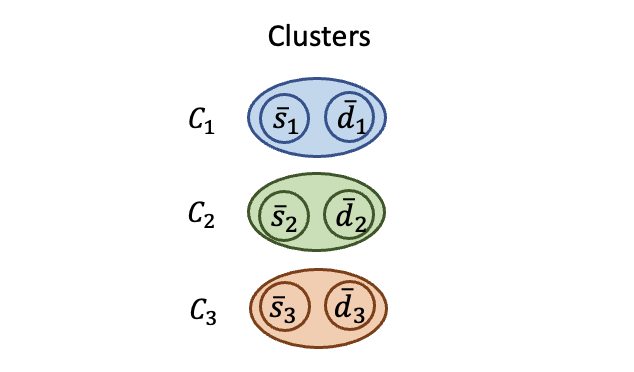 Clusters
C₁ s̄₁ d̄₁
C₂ s̄₂ d̄₂
C₃ s̄₃ d̄₃